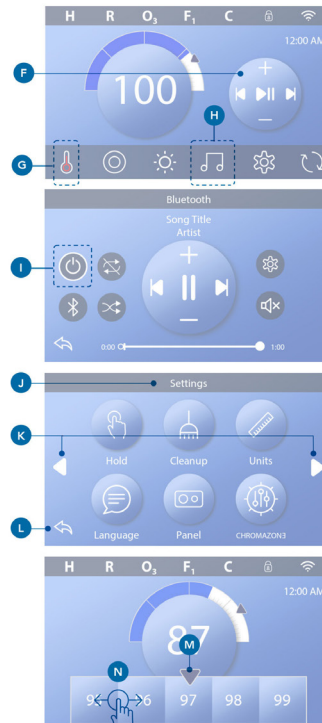 H R O₃ F₁ C
12:00 AM
F
100
H
G
Bluetooth
Song Title
Artist
I
0:00
1:00
J
Settings
K
Hold Cleanup Units
L
Language Panel CHROMAZON3
H R O₃ F₁ C
12:00 AM
87
M
N
97 98 99